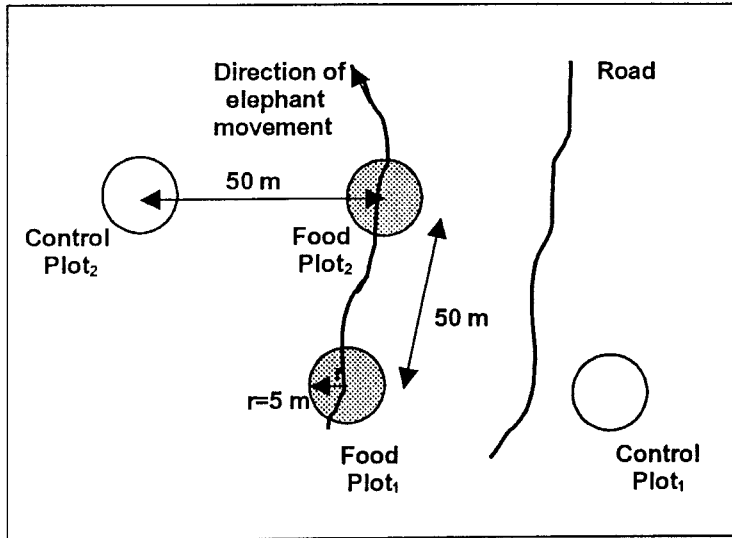 Direction of
elephant
movement
Road
50 m
Control
Plot₂
Food
Plot₂
50 m
r=5 m
r
Food
Plot₁
Control
Plot₁